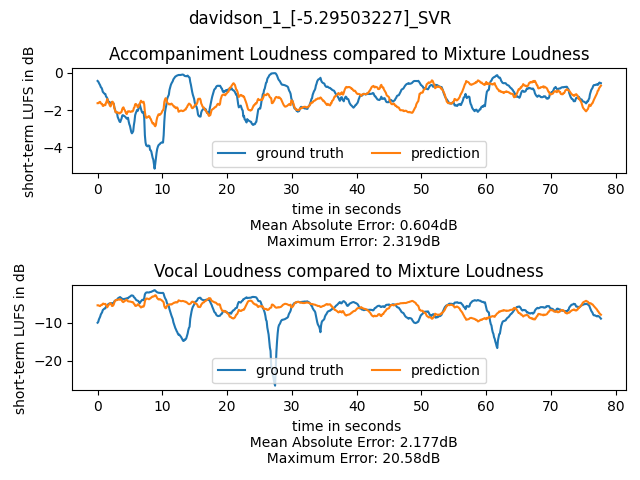 davidson_1_[-5.29503227]_SVR
Accompaniment Loudness compared to Mixture Loudness
short-term LUFS in dB
0
−2
−4
ground truth
prediction
0 10 20 30 40 50 60 70 80
time in seconds
Mean Absolute Error: 0.604dB
Maximum Error: 2.319dB
Vocal Loudness compared to Mixture Loudness
short-term LUFS in dB
−10
−20
ground truth
prediction
0 10 20 30 40 50 60 70 80
time in seconds
Mean Absolute Error: 2.177dB
Maximum Error: 20.58dB